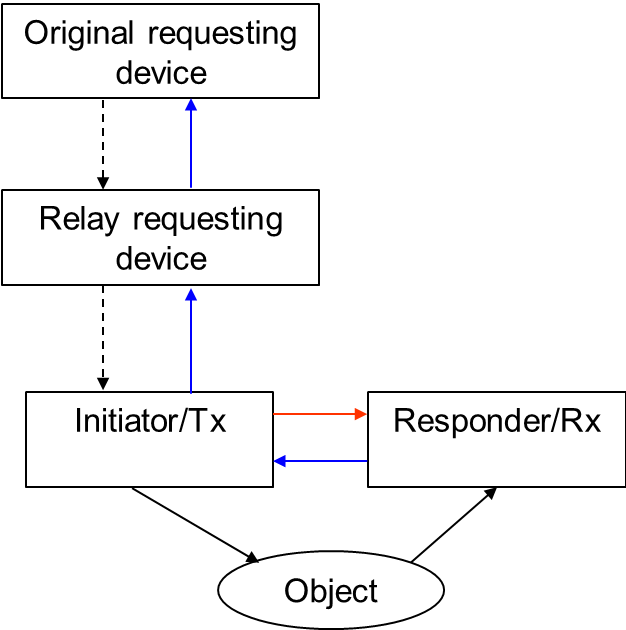 Original requesting
device
Relay requesting
device
Initiator/Tx
Responder/Rx
Object